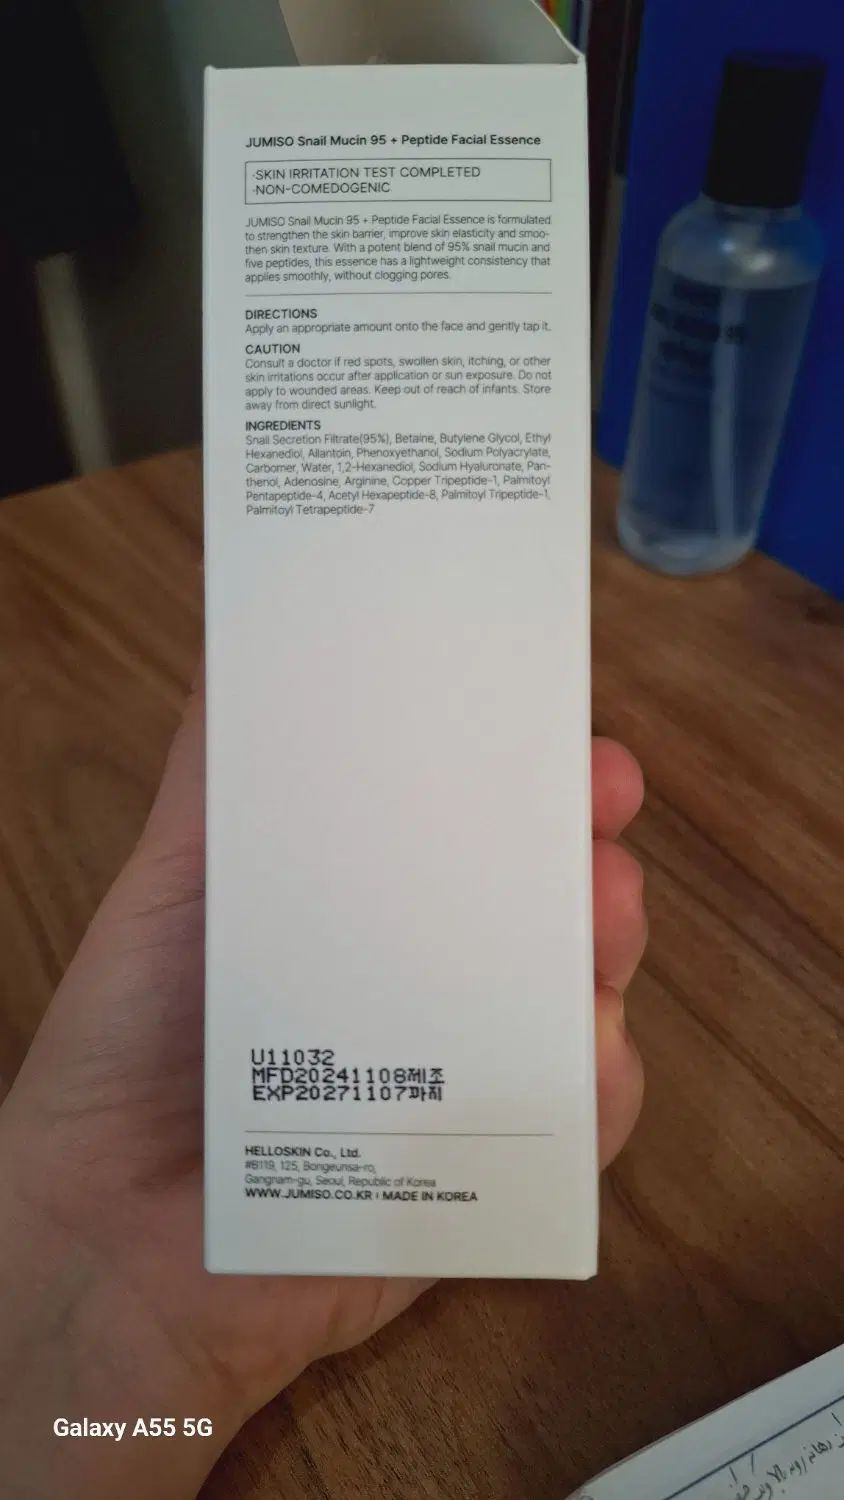 JUMISO Snail Mucin 95 + Peptide Facial Essence
·SKIN IRRITATION TEST COMPLETED
·NON-COMEDOGENIC
JUMISO Snail Mucin 95 + Peptide Facial Essence is formulated
to strengthen the skin barrier, improve skin elasticity and smoo-
then skin texture. With a potent blend of 95% snail mucin and
five peptides, this essence has a lightweight consistency that
applies smoothly, without clogging pores.
DIRECTIONS
Apply an appropriate amount onto the face and gently tap it.
CAUTION
Consult a doctor if red spots, swollen skin, itching, or other
skin irritations occur after application or sun exposure. Do not
apply to wounded areas. Keep out of reach of infants. Store
away from direct sunlight.
INGREDIENTS
Snail Secretion Filtrate(95%), Betaine, Butylene Glycol, Ethyl
Hexanediol, Allantoin, Phenoxyethanol, Sodium Polyacrylate,
Carbomer, Water, 1,2-Hexanediol, Sodium Hyaluronate, Pan-
thenol, Adenosine, Arginine, Copper Tripeptide-1, Palmitoyl
Pentapeptide-4, Acetyl Hexapeptide-8, Palmitoyl Tripeptide-1,
Palmitoyl Tetrapeptide-7
U11032
MFD20241108제조
EXP20271107까지
HELLOSKIN Co., Ltd.
#B119, 125, Bongeunsa-ro,
Gangnam-gu, Seoul, Republic of Korea
WWW.JUMISO.CO.KR | MADE IN KOREA
Galaxy A55 5G